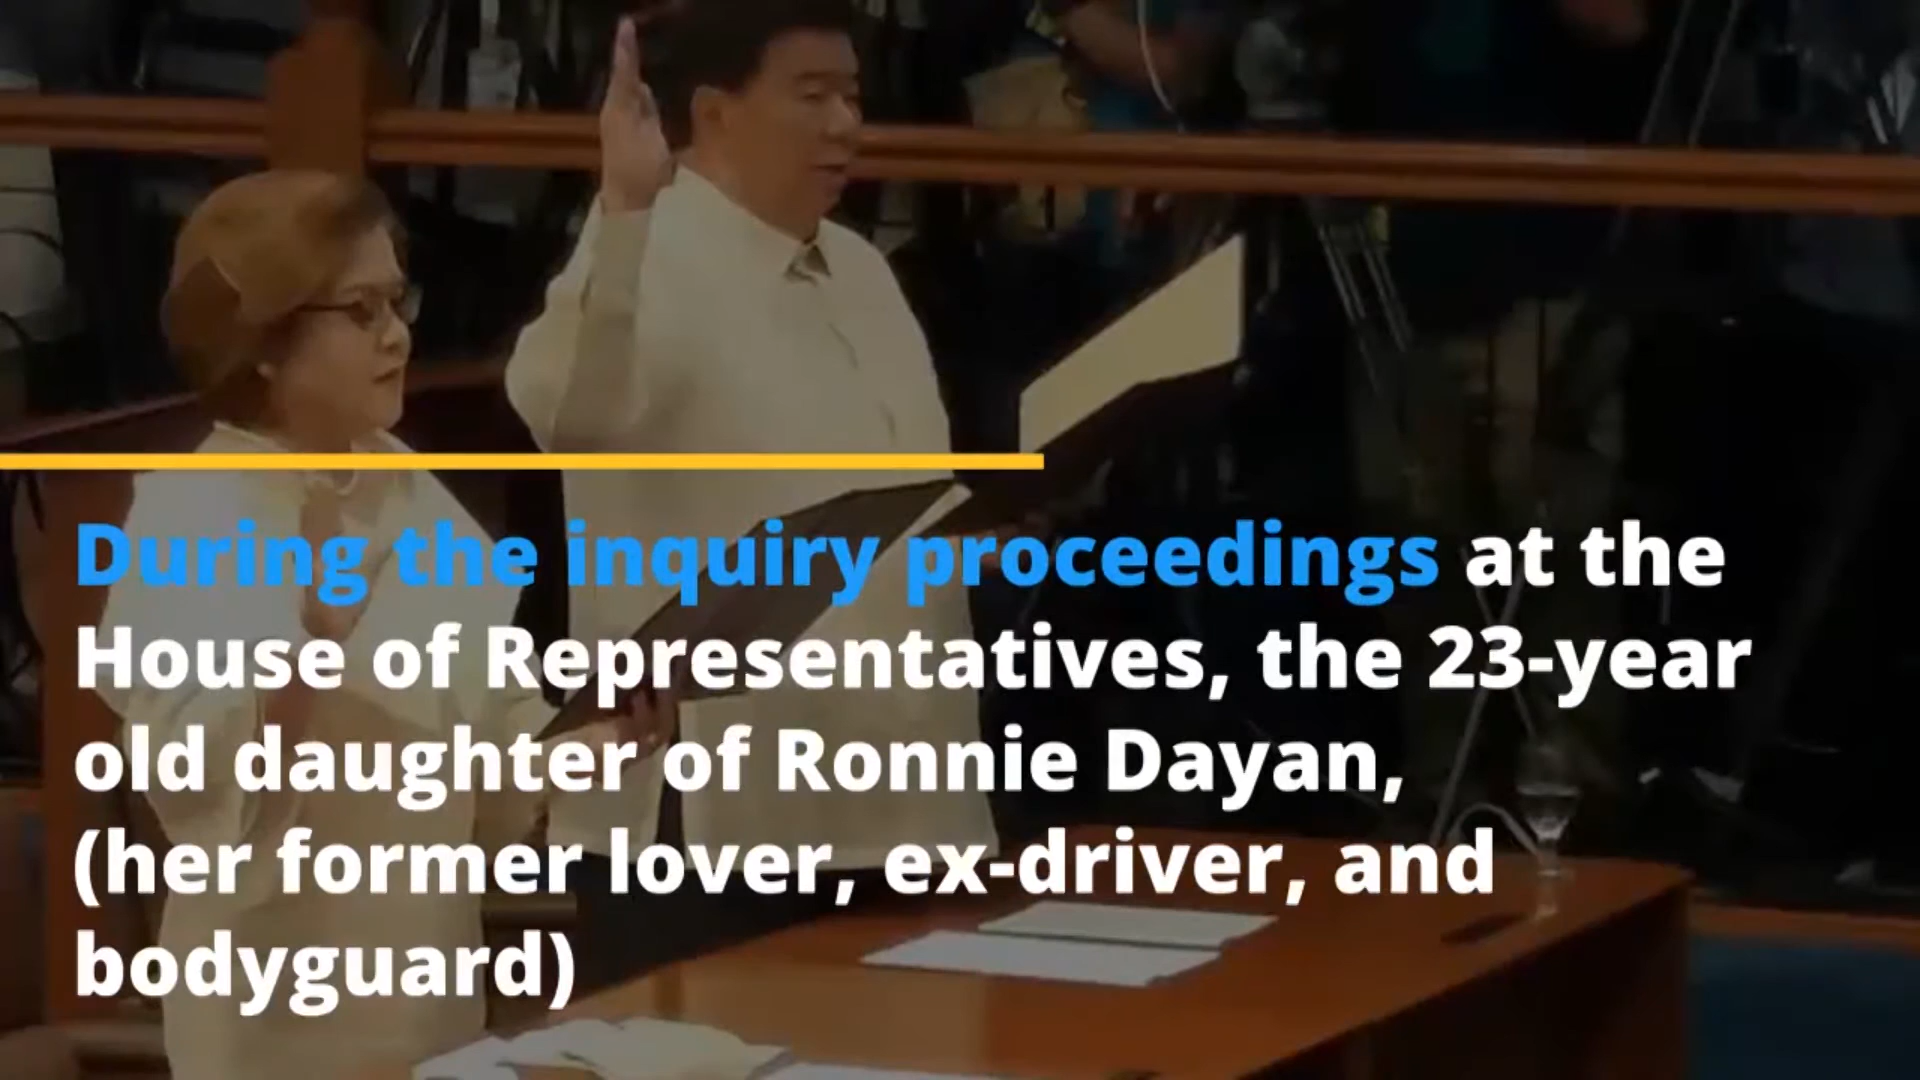 During the inquiry proceedings at the
House of Representatives, the 23-year
old daughter of Ronnie Dayan,
(her former lover, ex-driver, and
bodyguard)